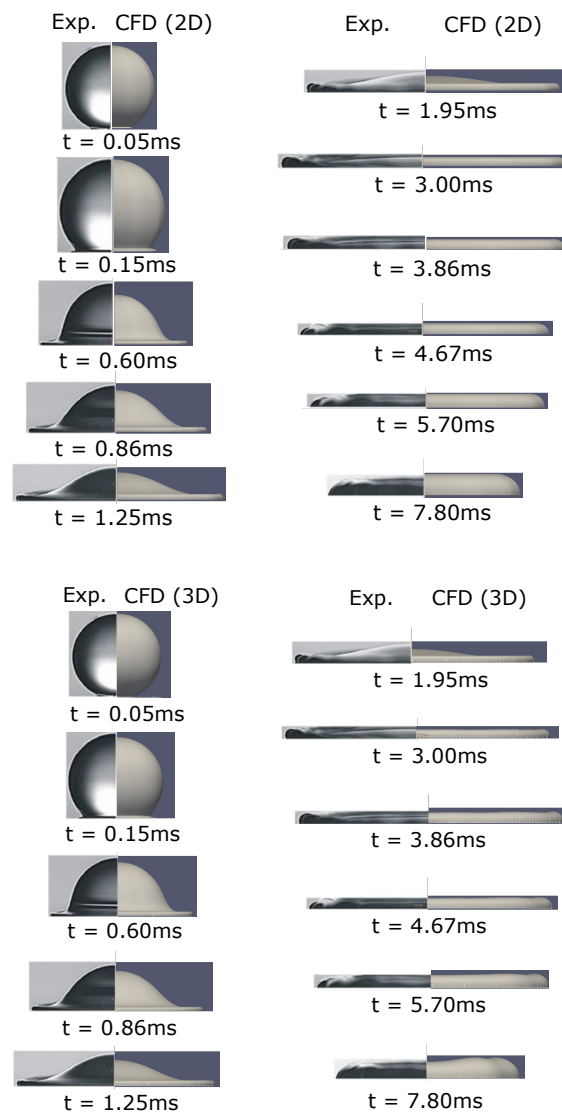 Exp. CFD (2D)
t = 0.05ms
t = 0.15ms
t = 0.60ms
t = 0.86ms
t = 1.25ms
Exp. CFD (2D)
t = 1.95ms
t = 3.00ms
t = 3.86ms
t = 4.67ms
t = 5.70ms
t = 7.80ms
Exp. CFD (3D)
t = 0.05ms
t = 0.15ms
t = 0.60ms
t = 0.86ms
t = 1.25ms
Exp. CFD (3D)
t = 1.95ms
t = 3.00ms
t = 3.86ms
t = 4.67ms
t = 5.70ms
t = 7.80ms